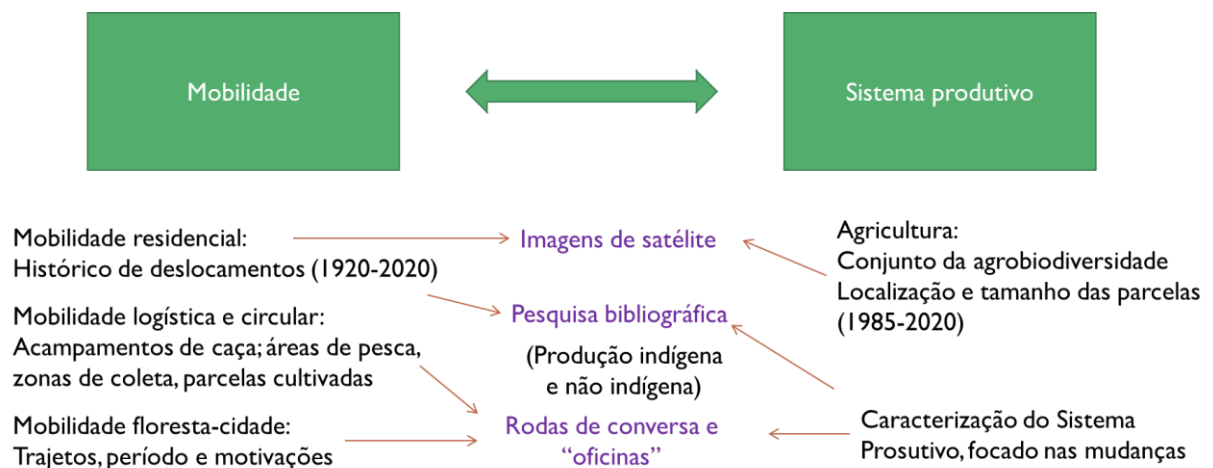 Mobilidade
Sistema produtivo
Mobilidade residencial:
Histórico de deslocamentos (1920-2020)
Mobilidade logística e circular:
Acampamentos de caça; áreas de pesca,
zonas de coleta, parcelas cultivadas
Mobilidade floresta-cidade:
Trajetos, período e motivações
Imagens de satélite
Pesquisa bibliográfica
(Produção indígena
e não indígena)
Rodas de conversa e
“oficinas”
Agricultura:
Conjunto da agrobiodiversidade
Localização e tamanho das parcelas
(1985-2020)
Caracterização do Sistema
Prosutivo, focado nas mudanças